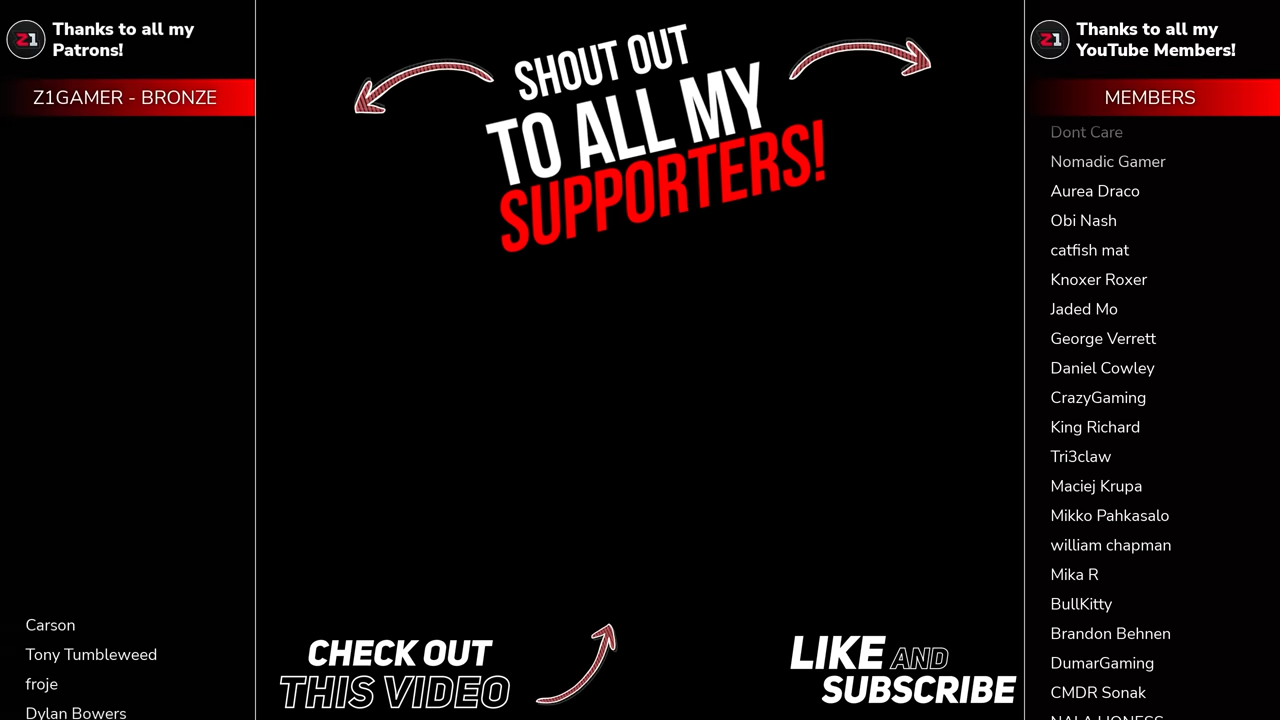 Z1
Thanks to all my
Patrons!
Z1GAMER - BRONZE
Carson
Tony Tumbleweed
froje
Dylan Bowers
SHOUT OUT
TO ALL MY
SUPPORTERS!
CHECK OUT
THIS VIDEO
LIKE AND
SUBSCRIBE
Z1
Thanks to all my
YouTube Members!
MEMBERS
Dont Care
Nomadic Gamer
Aurea Draco
Obi Nash
catfish mat
Knoxer Roxer
Jaded Mo
George Verrett
Daniel Cowley
CrazyGaming
King Richard
Tri3claw
Maciej Krupa
Mikko Pahkasalo
william chapman
Mika R
BullKitty
Brandon Behnen
DumarGaming
CMDR Sonak